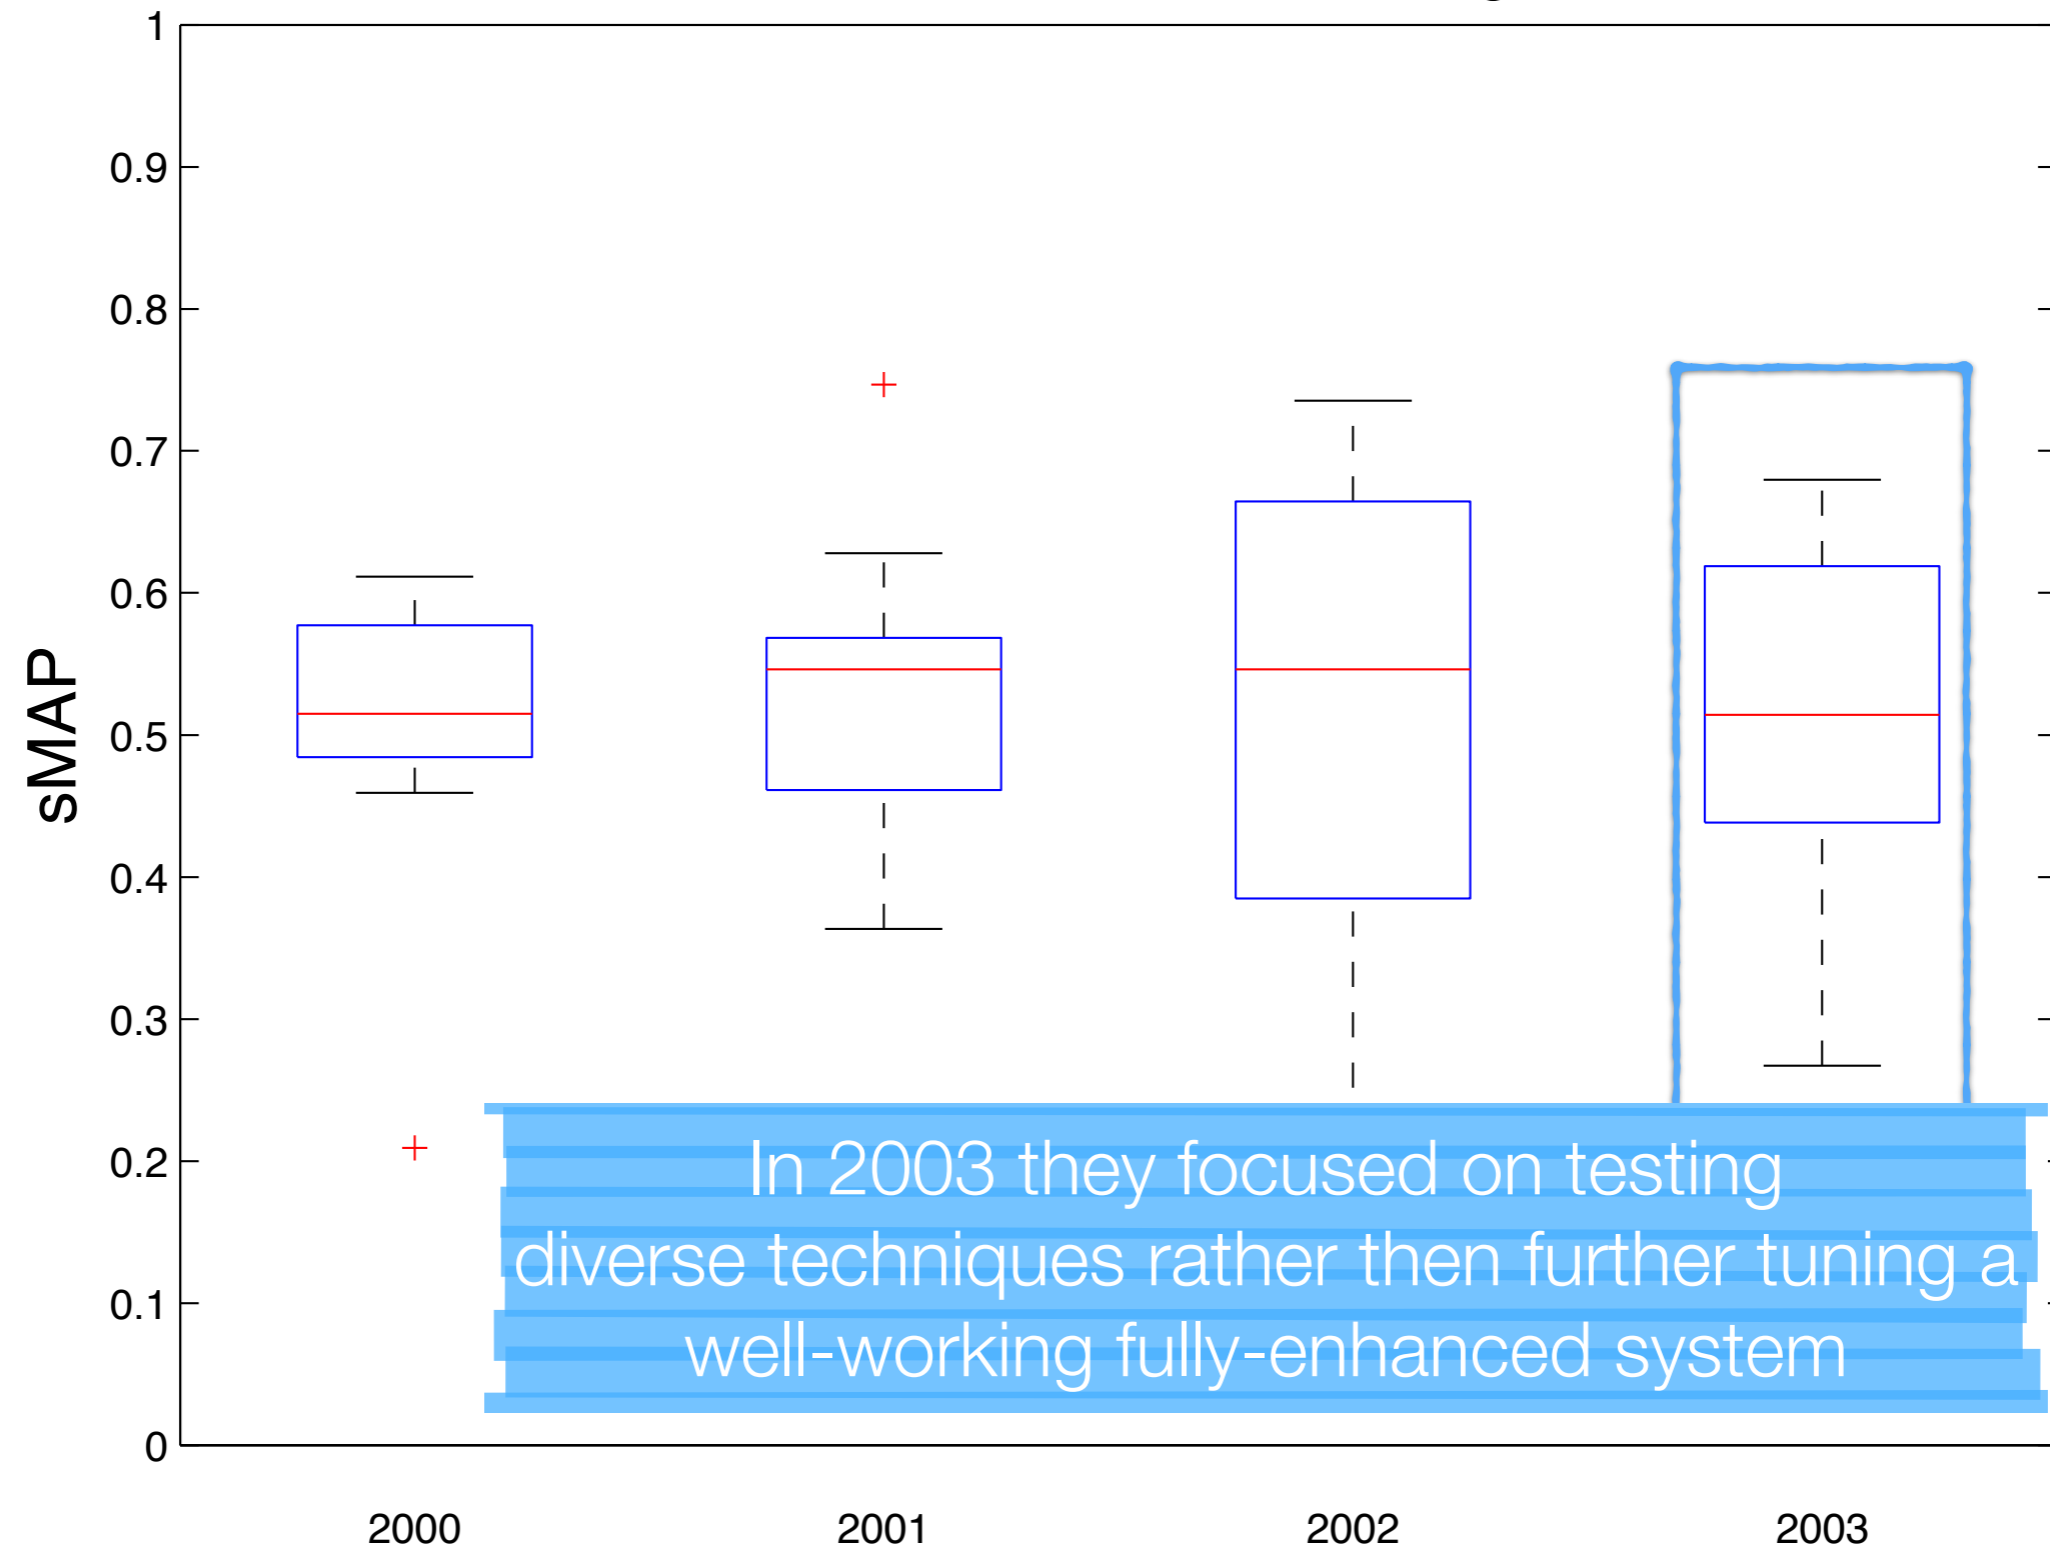 1
0.9
0.8
0.7
0.6
0.5
0.4
0.3
0.2
0.1
0
sMAP
In 2003 they focused on testing
diverse techniques rather then further tuning a
well-working fully-enhanced system
2000 2001 2002 2003